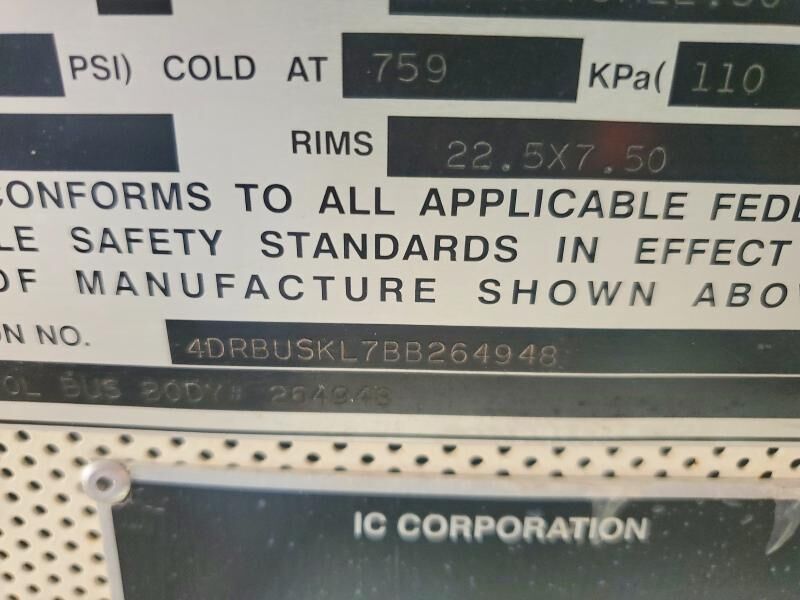 PSI) COLD AT 759 KPa( 110
RIMS 22.5X7.50
CONFORMS TO ALL APPLICABLE FEDE
LE SAFETY STANDARDS IN EFFECT
OF MANUFACTURE SHOWN ABO
ON NO. 4DRBUSKL7BB264948
OL BUS BODY# 264948
IC CORPORATION